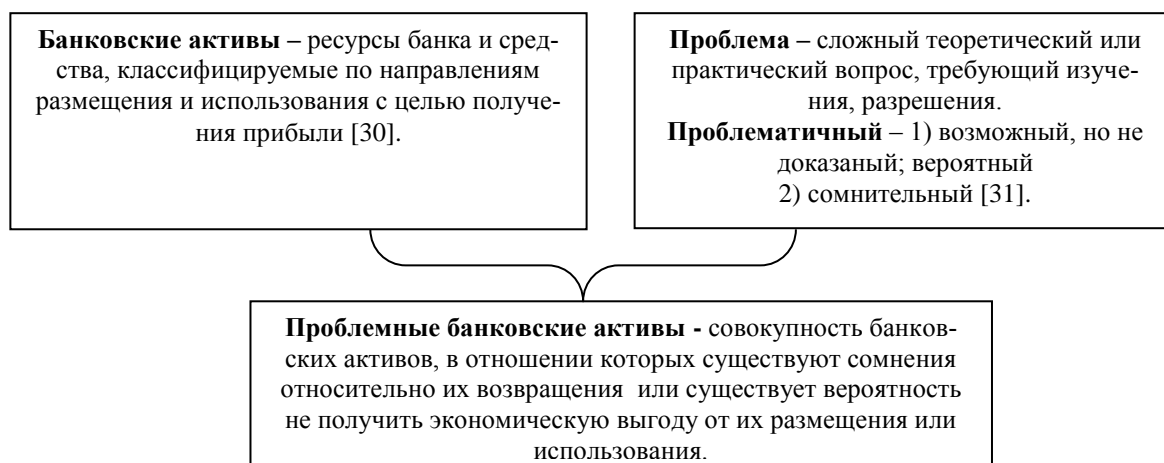 Банковские активы – ресурсы банка и сред-
ства, классифицируемые по направлениям
размещения и использования с целью получе-
ния прибыли [30].
Проблема – сложный теоретический или
практический вопрос, требующий изуче-
ния, разрешения.
Проблематичный – 1) возможный, но не
доказаный; вероятный
2) сомнительный [31].
Проблемные банковские активы - совокупность банков-
ских активов, в отношении которых существуют сомнения
относительно их возвращения или существует вероятность
не получить экономическую выгоду от их размещения или
использования.